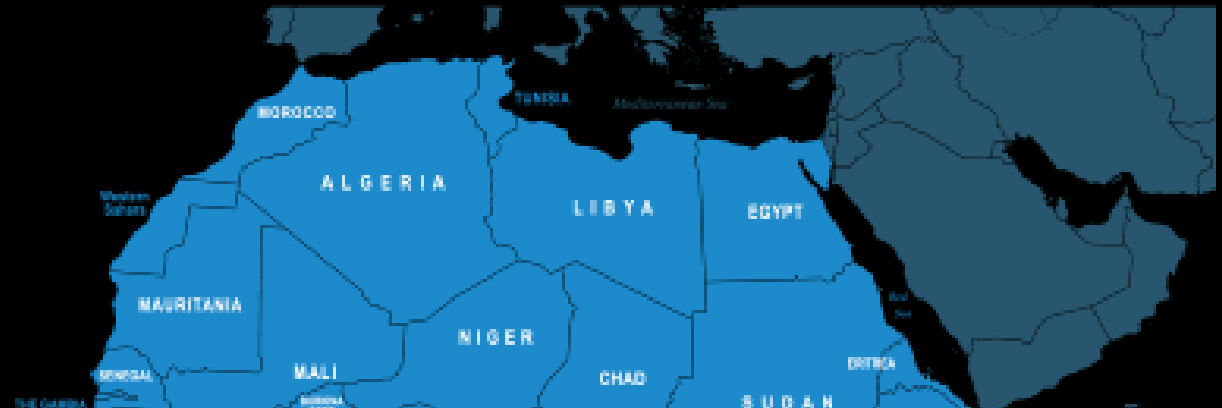 TUNISIA
Mediterranean Sea
MOROCCO
ALGERIA
Western
Sahara
LIBYA
EGYPT
Red
Sea
MAURITANIA
NIGER
ERITREA
SENEGAL
MALI
CHAD
BURKINA
SUDAN
THE GAMBIA